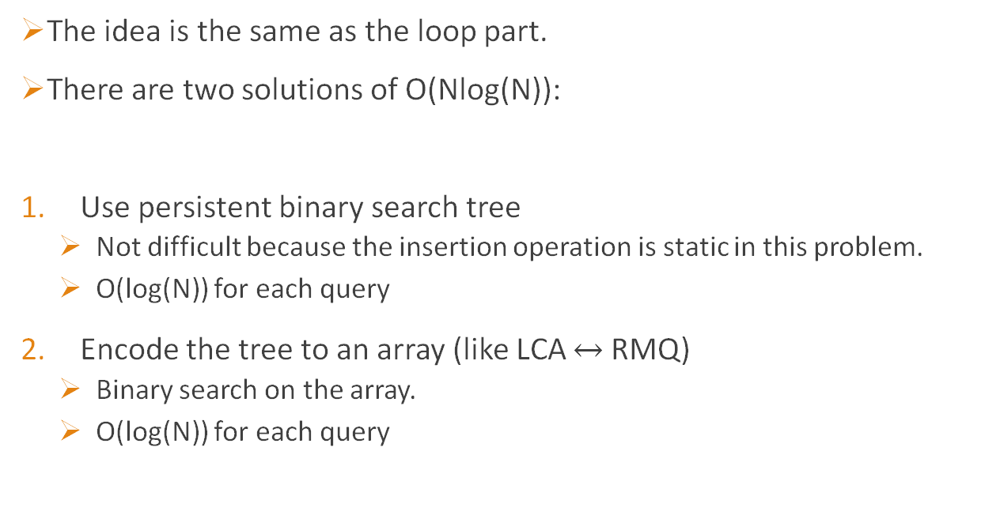 ➢The idea is the same as the loop part.
➢There are two solutions of O(Nlog(N)):
1. Use persistent binary search tree
➢ Not difficult because the insertion operation is static in this problem.
➢ O(log(N)) for each query
2. Encode the tree to an array (like LCA ↔ RMQ)
➢ Binary search on the array.
➢ O(log(N)) for each query